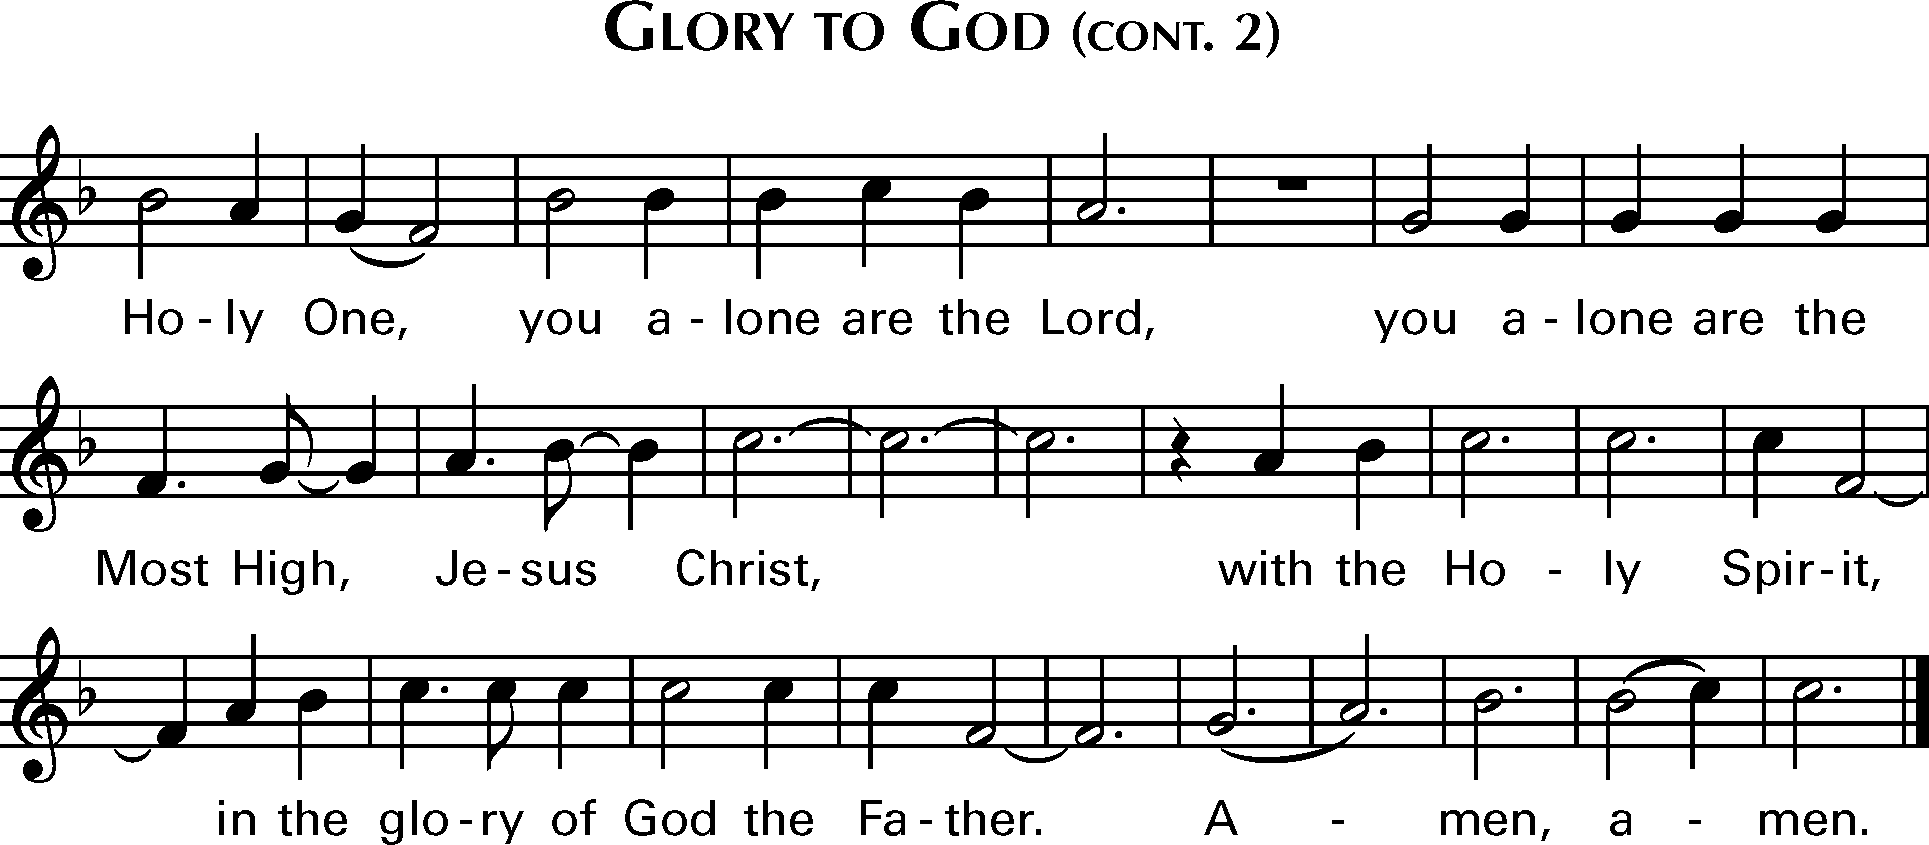 GLORY TO GOD (CONT. 2)
Ho - ly One, you a - lone are the Lord, you a - lone are the
Most High, Je - sus Christ, with the Ho - ly Spir - it,
in the glo - ry of God the Fa - ther. A - men, a - men.